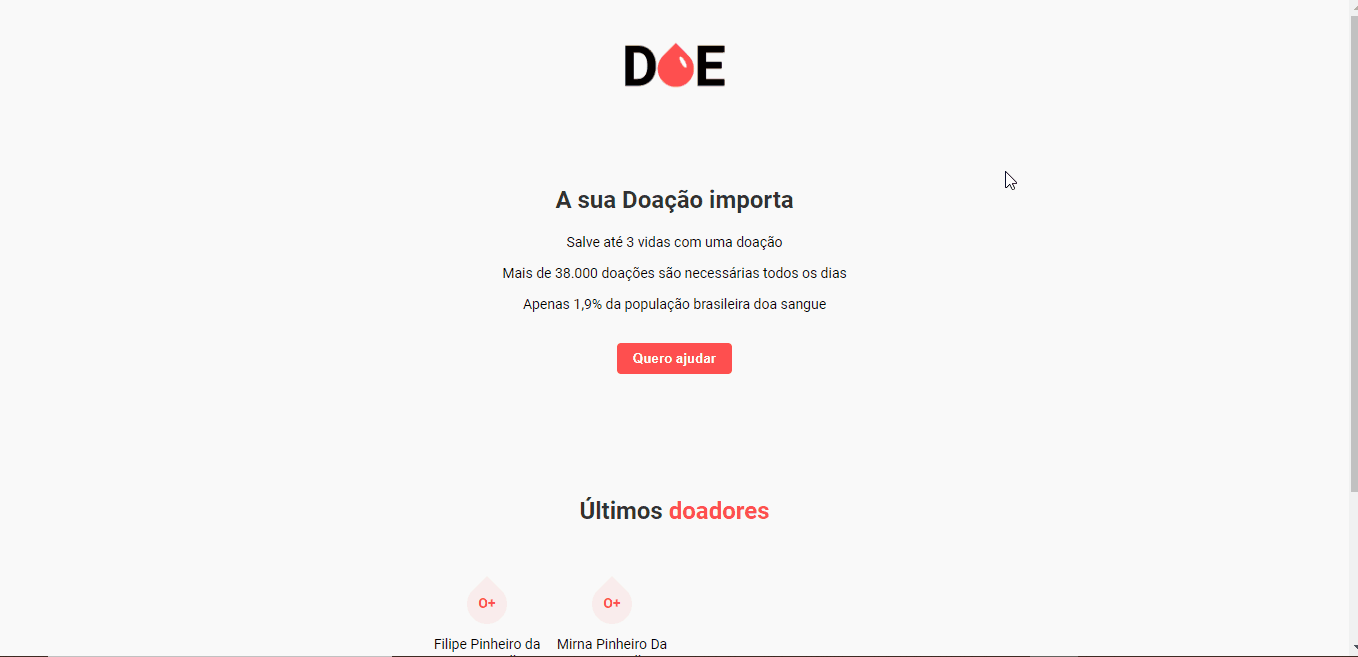 DOE
A sua Doação importa
Salve até 3 vidas com uma doação
Mais de 38.000 doações são necessárias todos os dias
Apenas 1,9% da população brasileira doa sangue
Quero ajudar
Últimos doadores
O+ O+
Filipe Pinheiro da Mirna Pinheiro Da